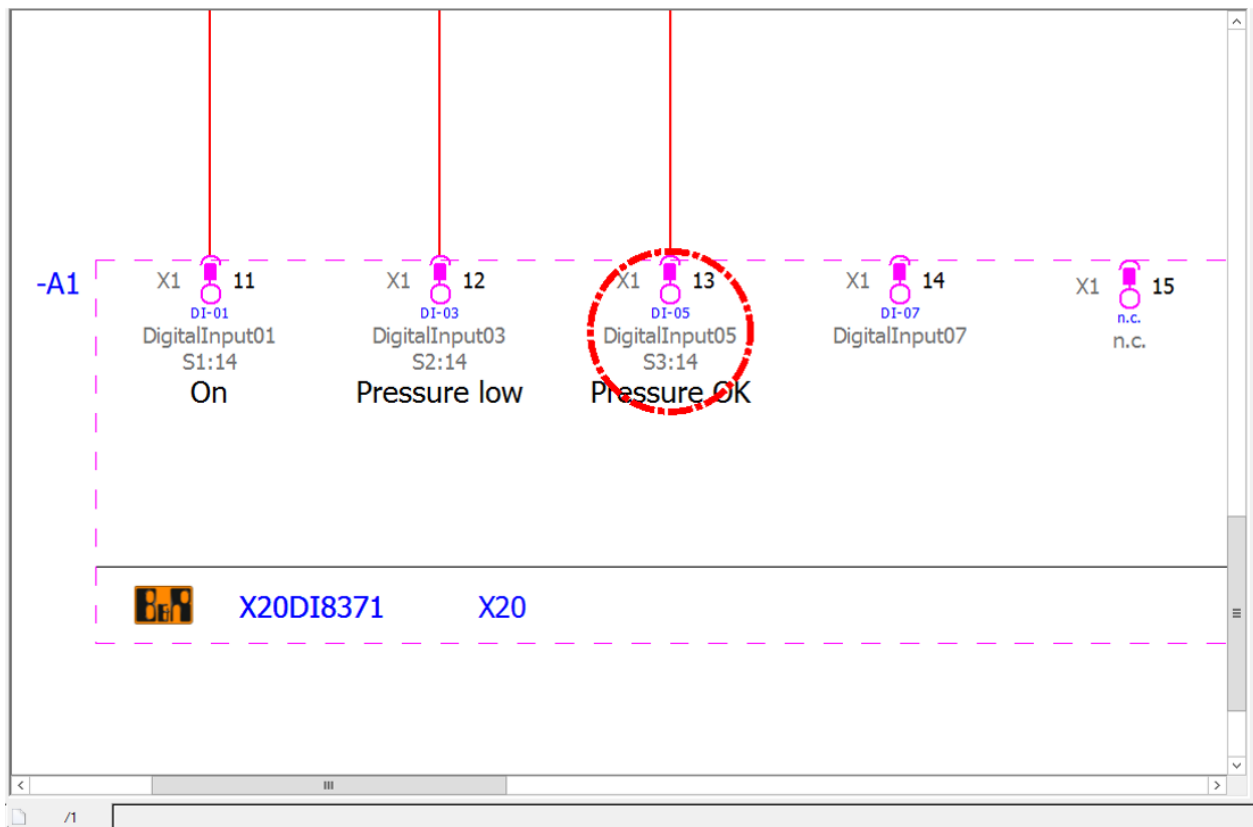 -A1
X1 11
DI-01
DigitalInput01
S1:14
On
X1 12
DI-03
DigitalInput03
S2:14
Pressure low
X1 13
DI-05
DigitalInput05
S3:14
Pressure OK
X1 14
DI-07
DigitalInput07
X1 15
n.c.
n.c.
B&R X20DI8371 X20
/1